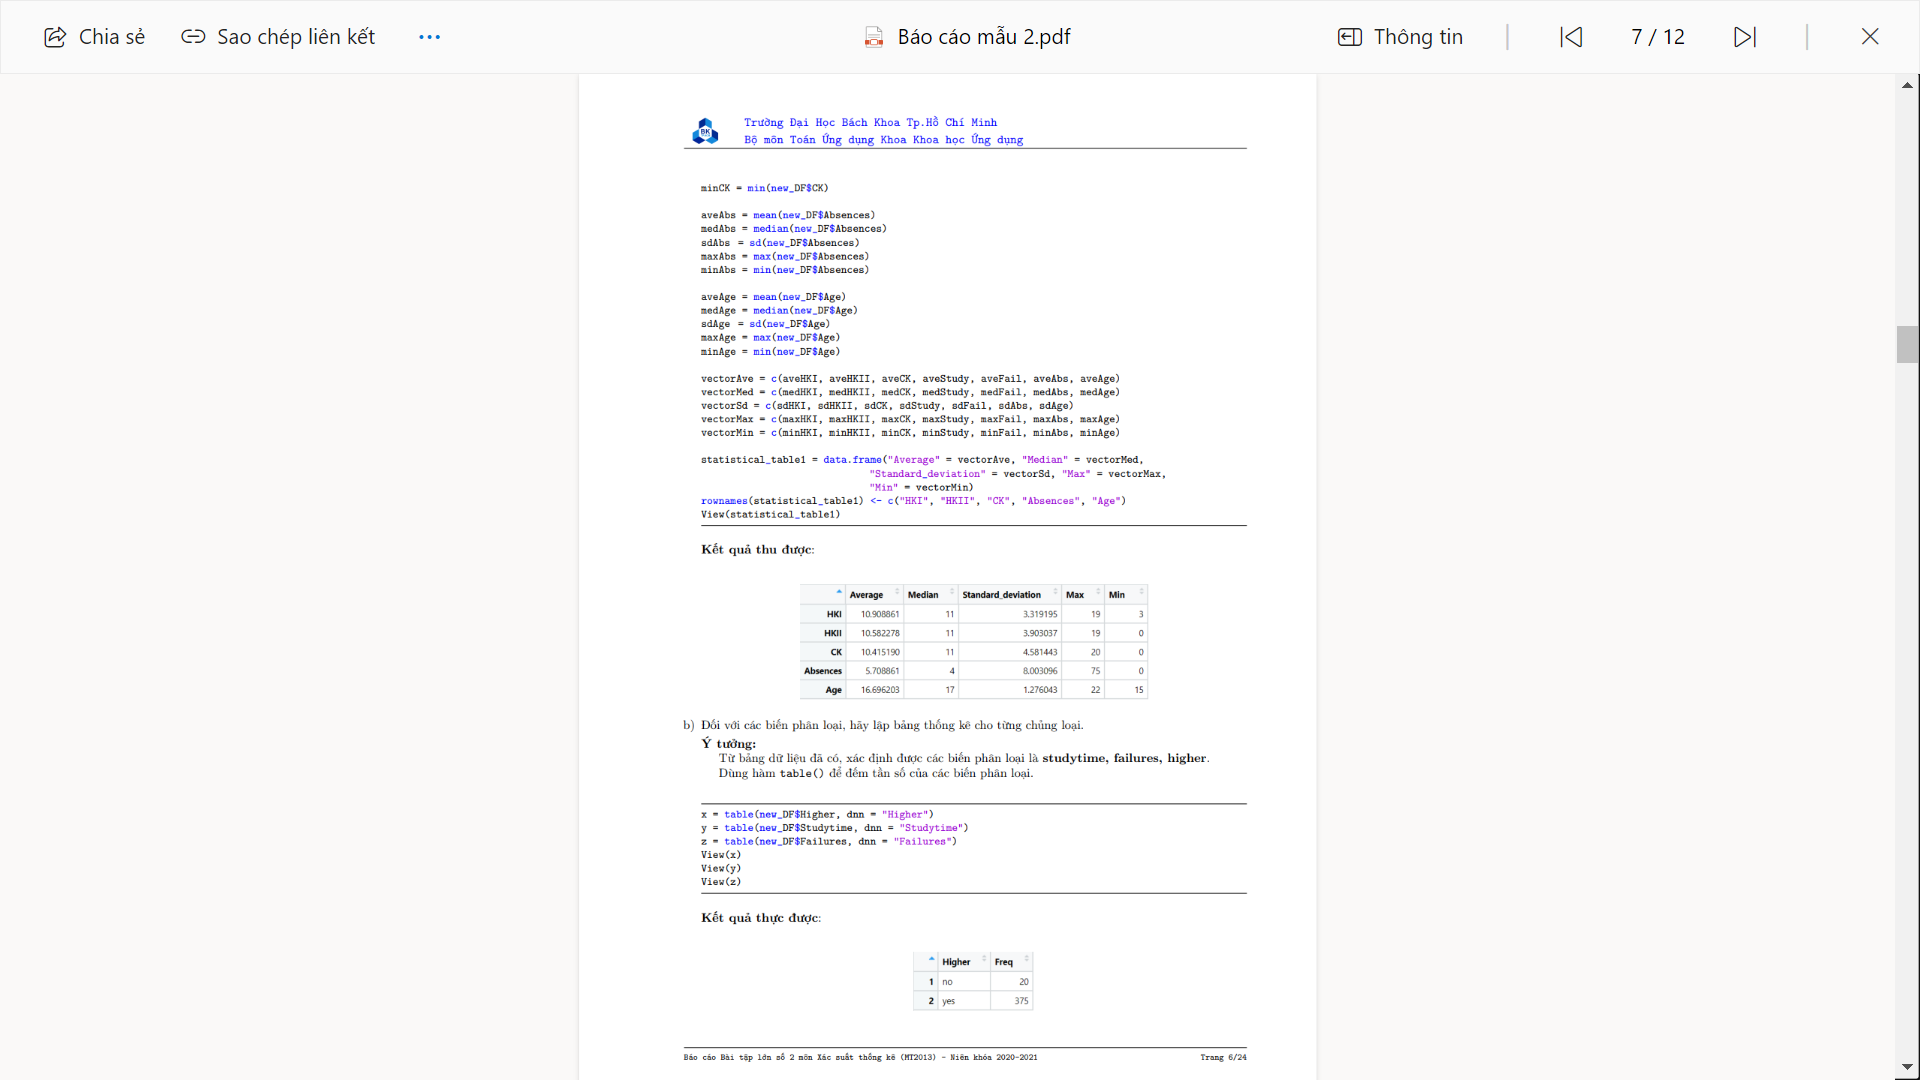 Chia sẻ Sao chép liên kết ... Báo cáo mẫu 2.pdf Thông tin 7 / 12
Trường Đại Học Bách Khoa Tp.Hồ Chí Minh
Bộ môn Toán Ứng dụng Khoa Khoa học Ứng dụng
BK
minCK = min(new_DF$CK)
aveAbs = mean(new_DF$Absences)
medAbs = median(new_DF$Absences)
sdAbs = sd(new_DF$Absences)
maxAbs = max(new_DF$Absences)
minAbs = min(new_DF$Absences)
aveAge = mean(new_DF$Age)
medAge = median(new_DF$Age)
sdAge = sd(new_DF$Age)
maxAge = max(new_DF$Age)
minAge = min(new_DF$Age)
vectorAve = c(aveHKI, aveHKII, aveCK, aveStudy, aveFail, aveAbs, aveAge)
vectorMed = c(medHKI, medHKII, medCK, medStudy, medFail, medAbs, medAge)
vectorSd = c(sdHKI, sdHKII, sdCK, sdStudy, sdFail, sdAbs, sdAge)
vectorMax = c(maxHKI, maxHKII, maxCK, maxStudy, maxFail, maxAbs, maxAge)
vectorMin = c(minHKI, minHKII, minCK, minStudy, minFail, minAbs, minAge)
statistical_table1 = data.frame("Average" = vectorAve, "Median" = vectorMed,
"Standard_deviation" = vectorSd, "Max" = vectorMax,
"Min" = vectorMin)
rownames(statistical_table1) <- c("HKI", "HKII", "CK", "Absences", "Age")
View(statistical_table1)
Kết quả thu được:
Average Median Standard_deviation Max Min
HKI 10.908861 11 3.319195 19 3
HKII 10.582278 11 3.903037 19 0
CK 10.415190 11 4.581443 20 0
Absences 5.708861 4 8.003096 75 0
Age 16.696203 17 1.276043 22 15
b) Đối với các biến phân loại, hãy lập bảng thống kê cho từng chủng loại.
Ý tưởng:
Từ bảng dữ liệu đã có, xác định được các biến phân loại là studytime, failures, higher.
Dùng hàm table() để đếm tần số của các biến phân loại.
x = table(new_DF$Higher, dnn = "Higher")
y = table(new_DF$Studytime, dnn = "Studytime")
z = table(new_DF$Failures, dnn = "Failures")
View(x)
View(y)
View(z)
Kết quả thực được:
Higher Freq
1 no 20
2 yes 375
Báo cáo Bài tập lớn số 2 môn Xác suất thống kê (MT2013) - Niên khóa 2020-2021 Trang 6/24